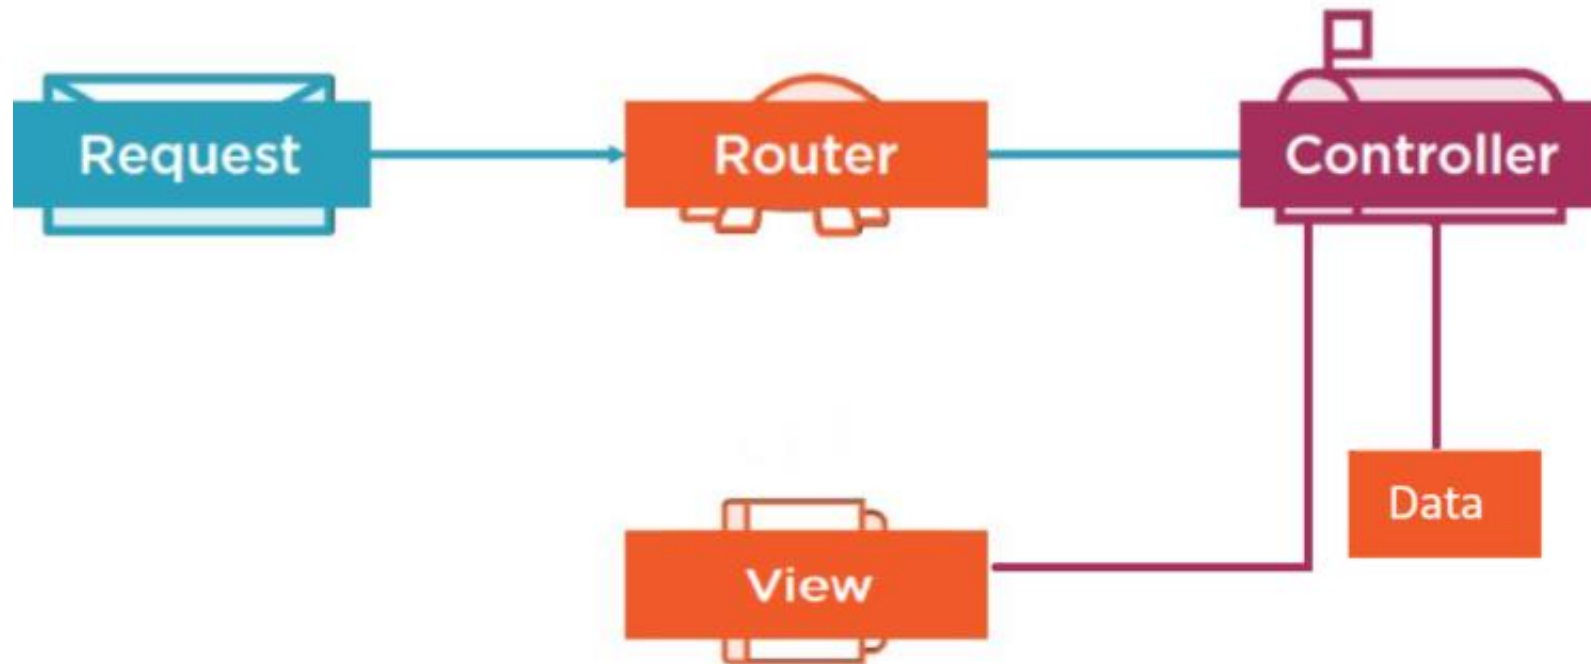 Request
Router
Controller
Data
View